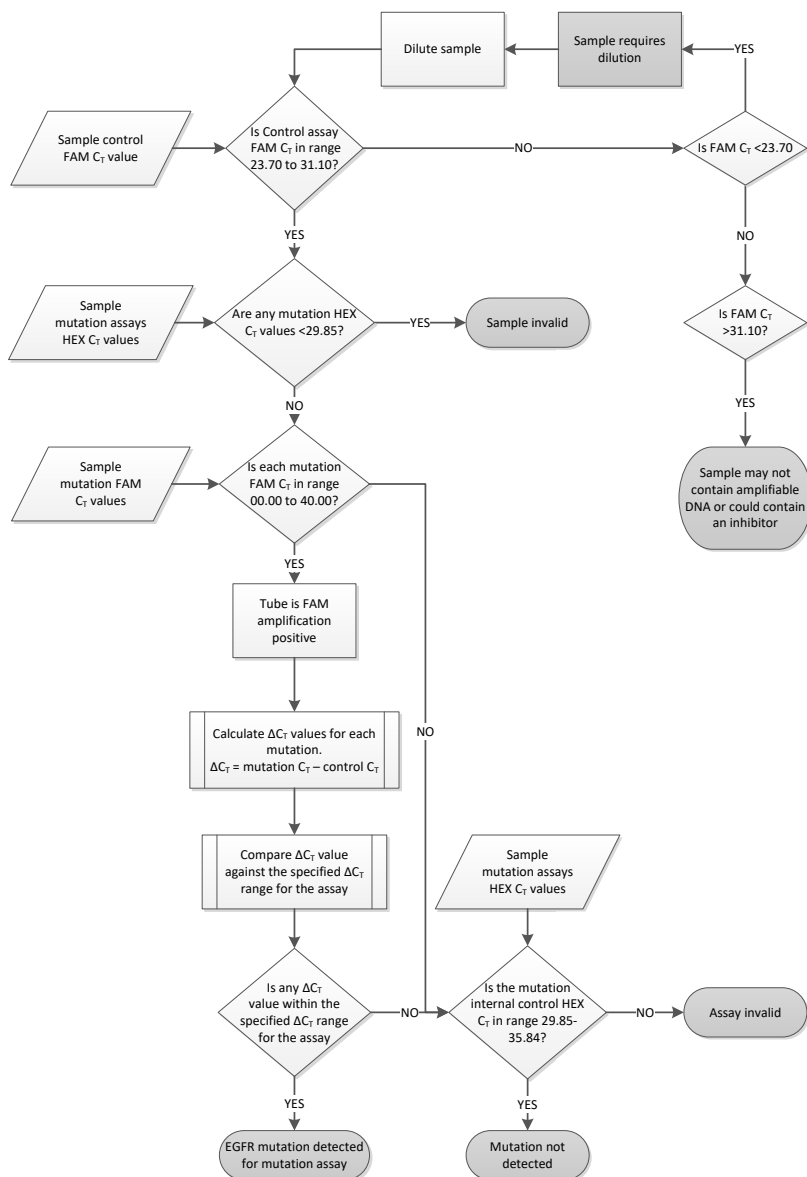 Dilute sample
Sample requires
dilution
YES
Sample control
FAM CT value
Is Control assay
FAM CT in range
23.70 to 31.10?
NO
Is FAM CT <23.70
YES
NO
Sample
mutation assays
HEX CT values
Are any mutation HEX
CT values <29.85?
YES
Sample invalid
Is FAM CT
>31.10?
NO
YES
Sample
mutation FAM
CT values
Is each mutation
FAM CT in range
00.00 to 40.00?
Sample may not
contain amplifiable
DNA or could contain
an inhibitor
YES
Tube is FAM
amplification
positive
NO
Calculate ΔCT values for each
mutation.
ΔCT = mutation CT – control CT
Compare ΔCT value
against the specified ΔCT
range for the assay
Sample
mutation assays
HEX CT values
Is any ΔCT
value within the
specified ΔCT range
for the assay
NO
Is the mutation
internal control HEX
CT in range 29.85-
35.84?
NO
Assay invalid
YES
YES
EGFR mutation detected
for mutation assay
Mutation not
detected